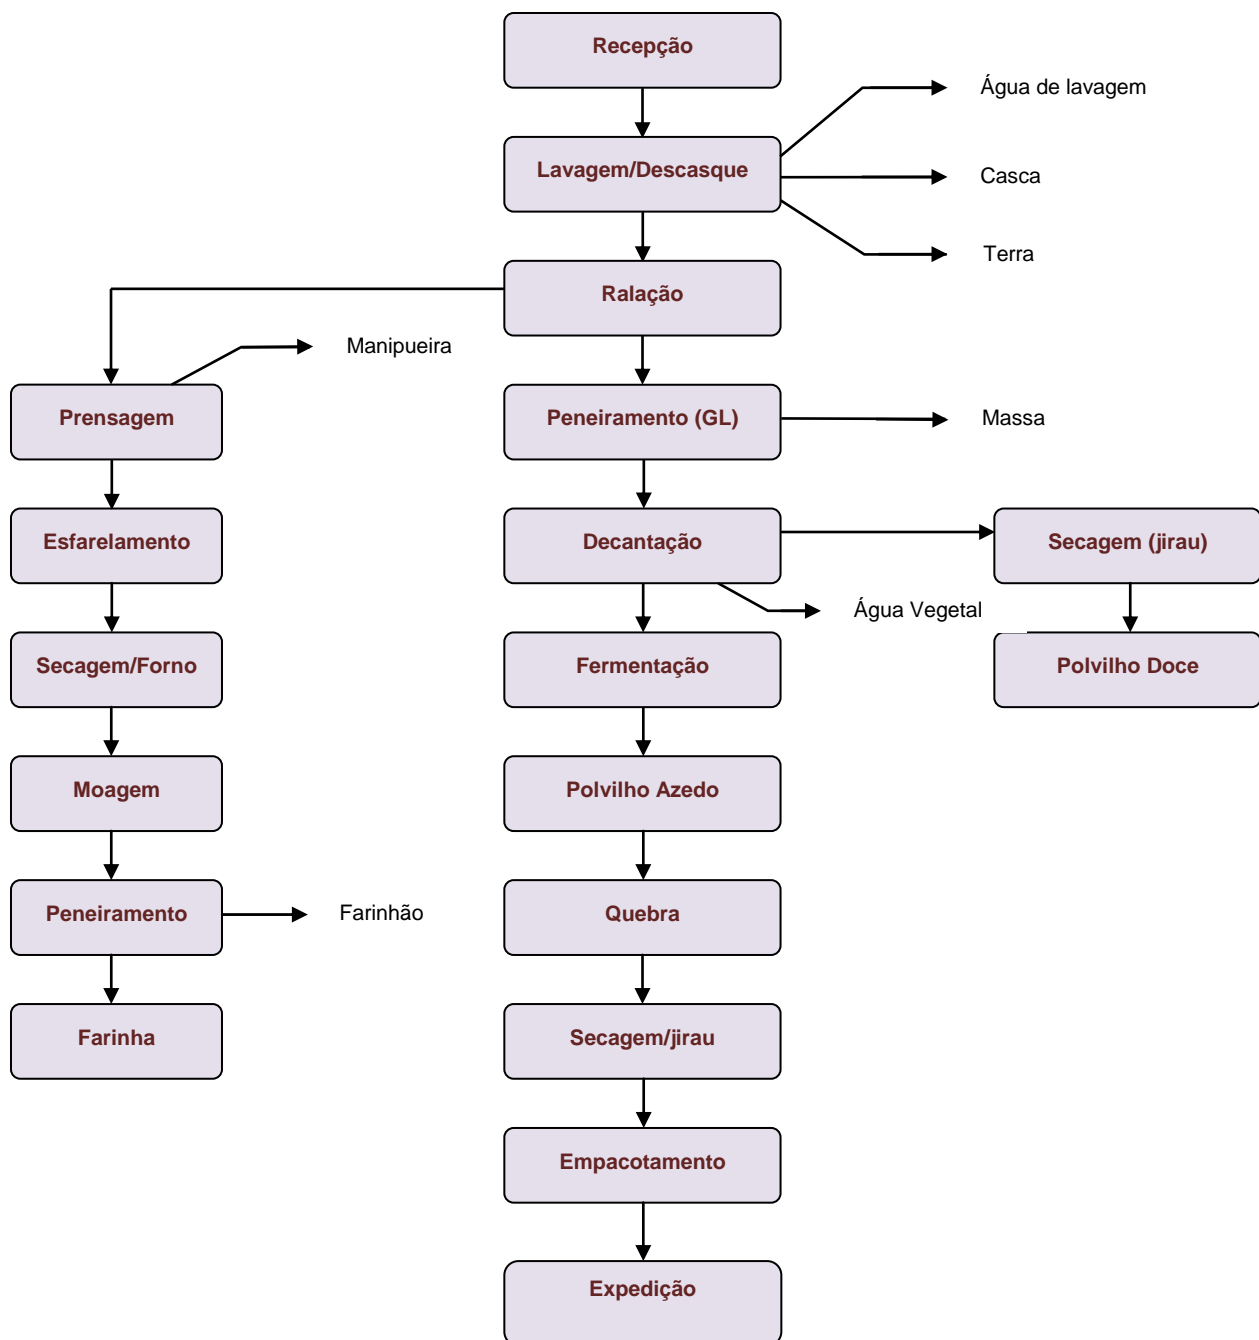 Recepção
Água de lavagem
Lavagem/Descasque
Casca
Terra
Ralação
Manipueira
Prensagem
Peneiramento (GL)
Massa
Esfarelamento
Decantação
Secagem (jirau)
Água Vegetal
Secagem/Forno
Fermentação
Polvilho Doce
Moagem
Polvilho Azedo
Peneiramento
Farinhão
Quebra
Farinha
Secagem/jirau
Empacotamento
Expedição